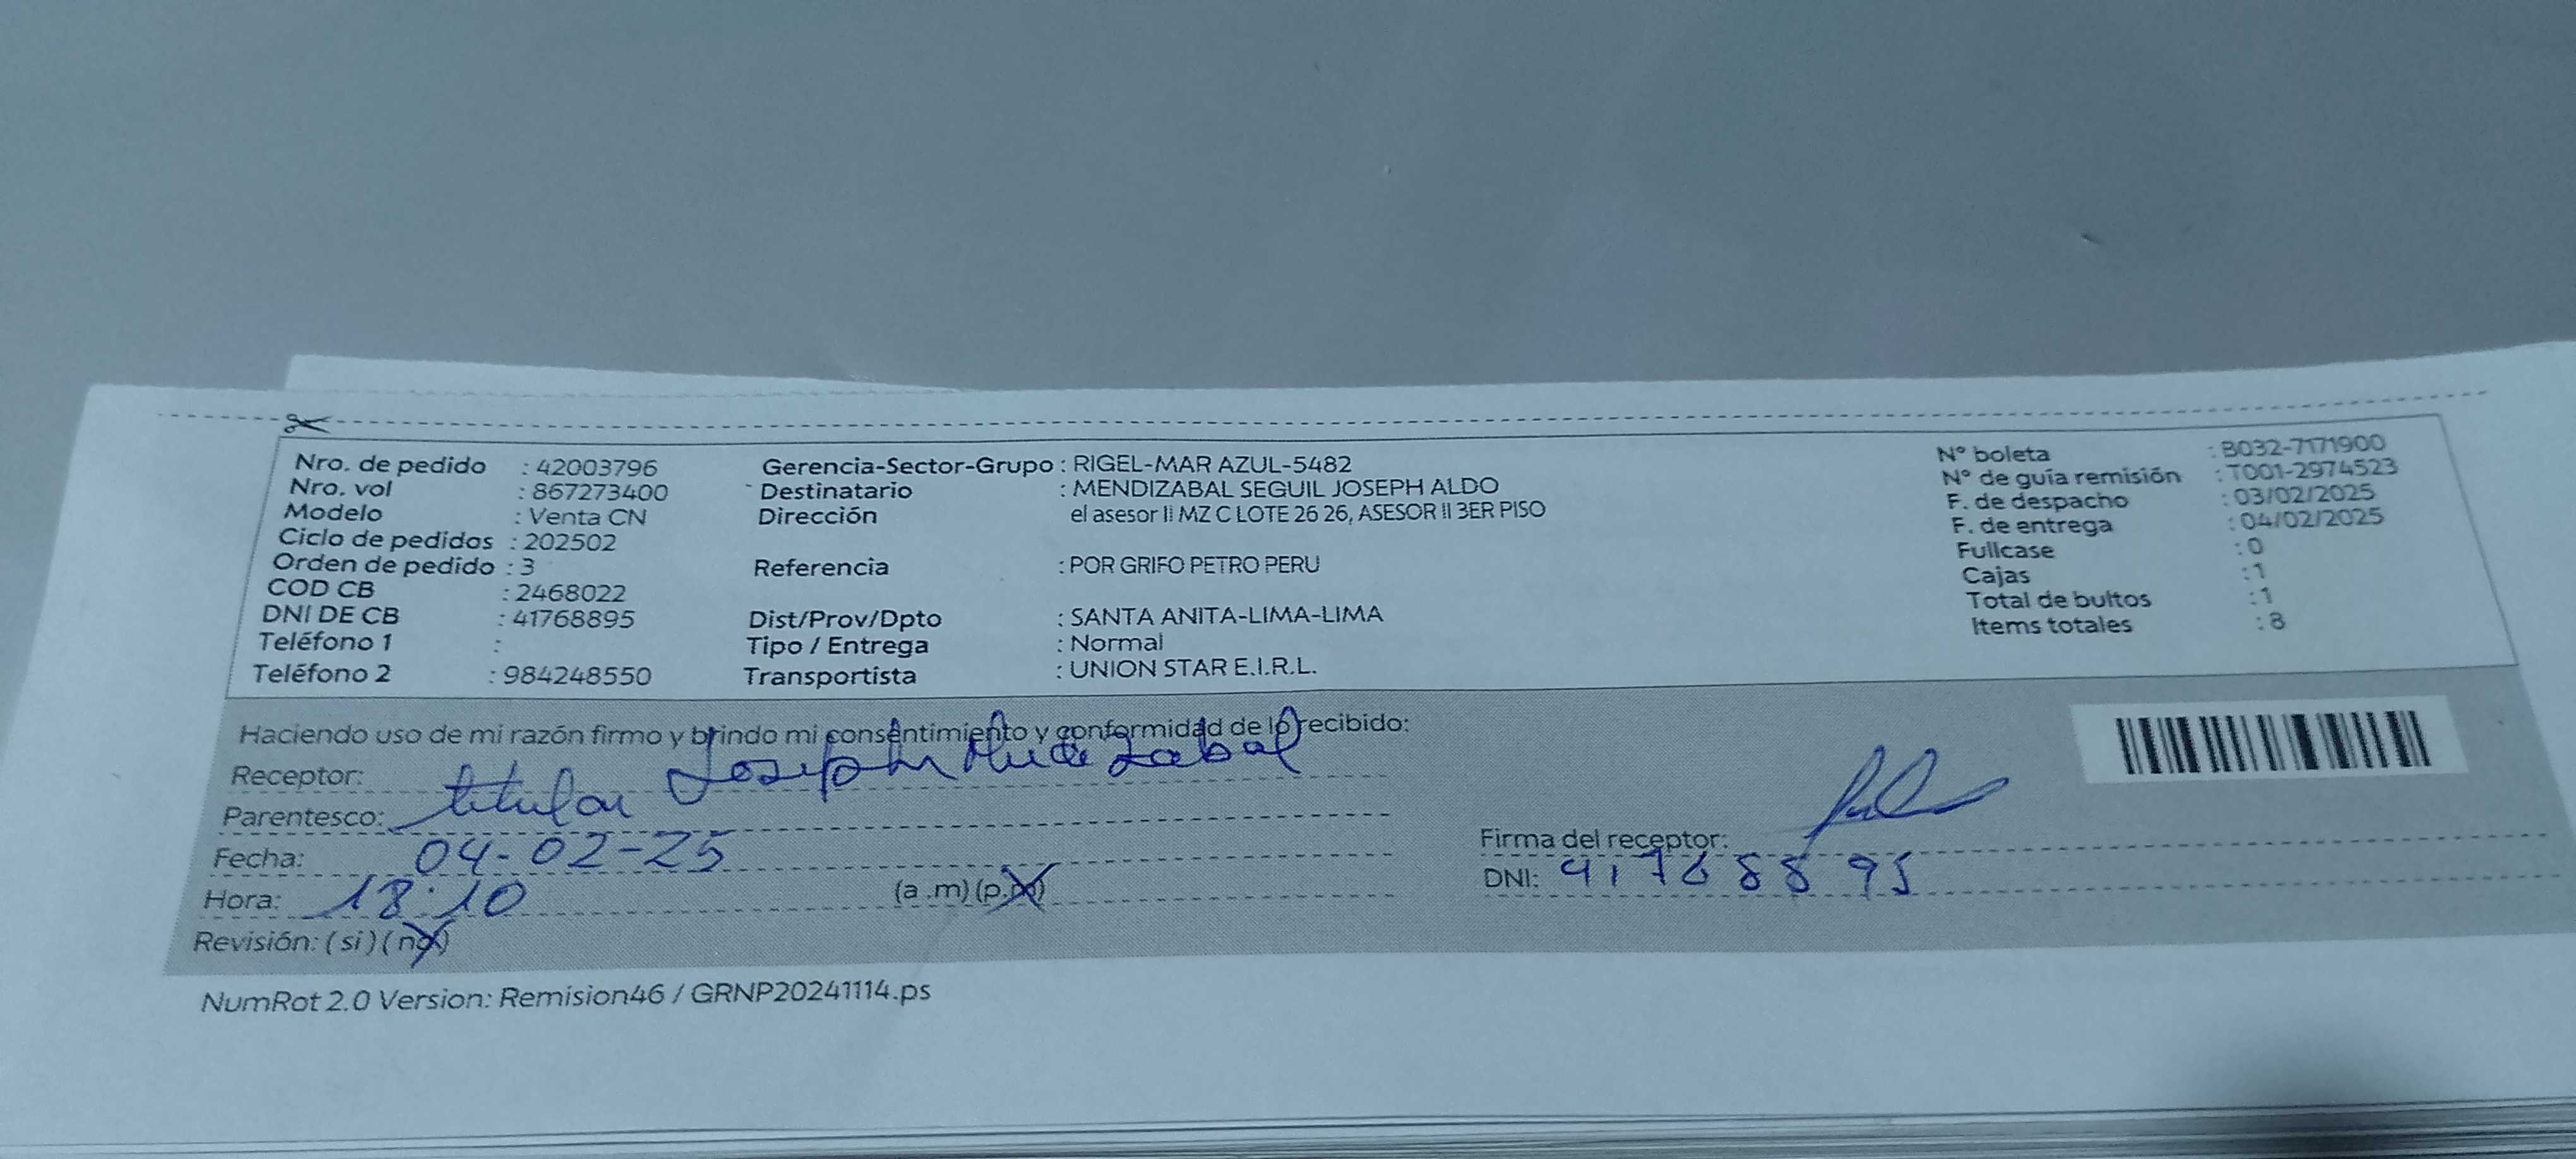 Nro. de pedido : 42003796
Nro. vol : 867273400
Modelo : Venta CN
Ciclo de pedidos : 202502
Orden de pedido : 3
COD CB : 2468022
DNI DE CB : 41768895
Teléfono 1 :
Teléfono 2 : 984248550
Gerencia-Sector-Grupo : RIGEL-MAR AZUL-5482
Destinatario : MENDIZABAL SEGUIL JOSEPH ALDO
Dirección el asesor Ii MZ C LOTE 26 26, ASESOR II 3ER PISO
Referencia : POR GRIFO PETRO PERU
Dist/Prov/Dpto : SANTA ANITA-LIMA-LIMA
Tipo / Entrega : Normal
Transportista : UNION STAR E.I.R.L.
N° boleta : B032-7171900
N° de guía remisión : T001-2974523
F. de despacho : 03/02/2025
F. de entrega : 04/02/2025
Fullcase : 0
Cajas : 1
Total de bultos : 1
Items totales : 8
Haciendo uso de mi razón firmo y brindo mi consentimiento y conformidad de lo recibido:
Receptor: Joseph Mendizabal
Parentesco: titular
Fecha: 04-02-25
Hora: 18:10 (a .m) (p.m)
Revisión: ( si ) ( no )
Firma del receptor:
DNI: 41768895
NumRot 2.0 Version: Remision46 / GRNP20241114.ps